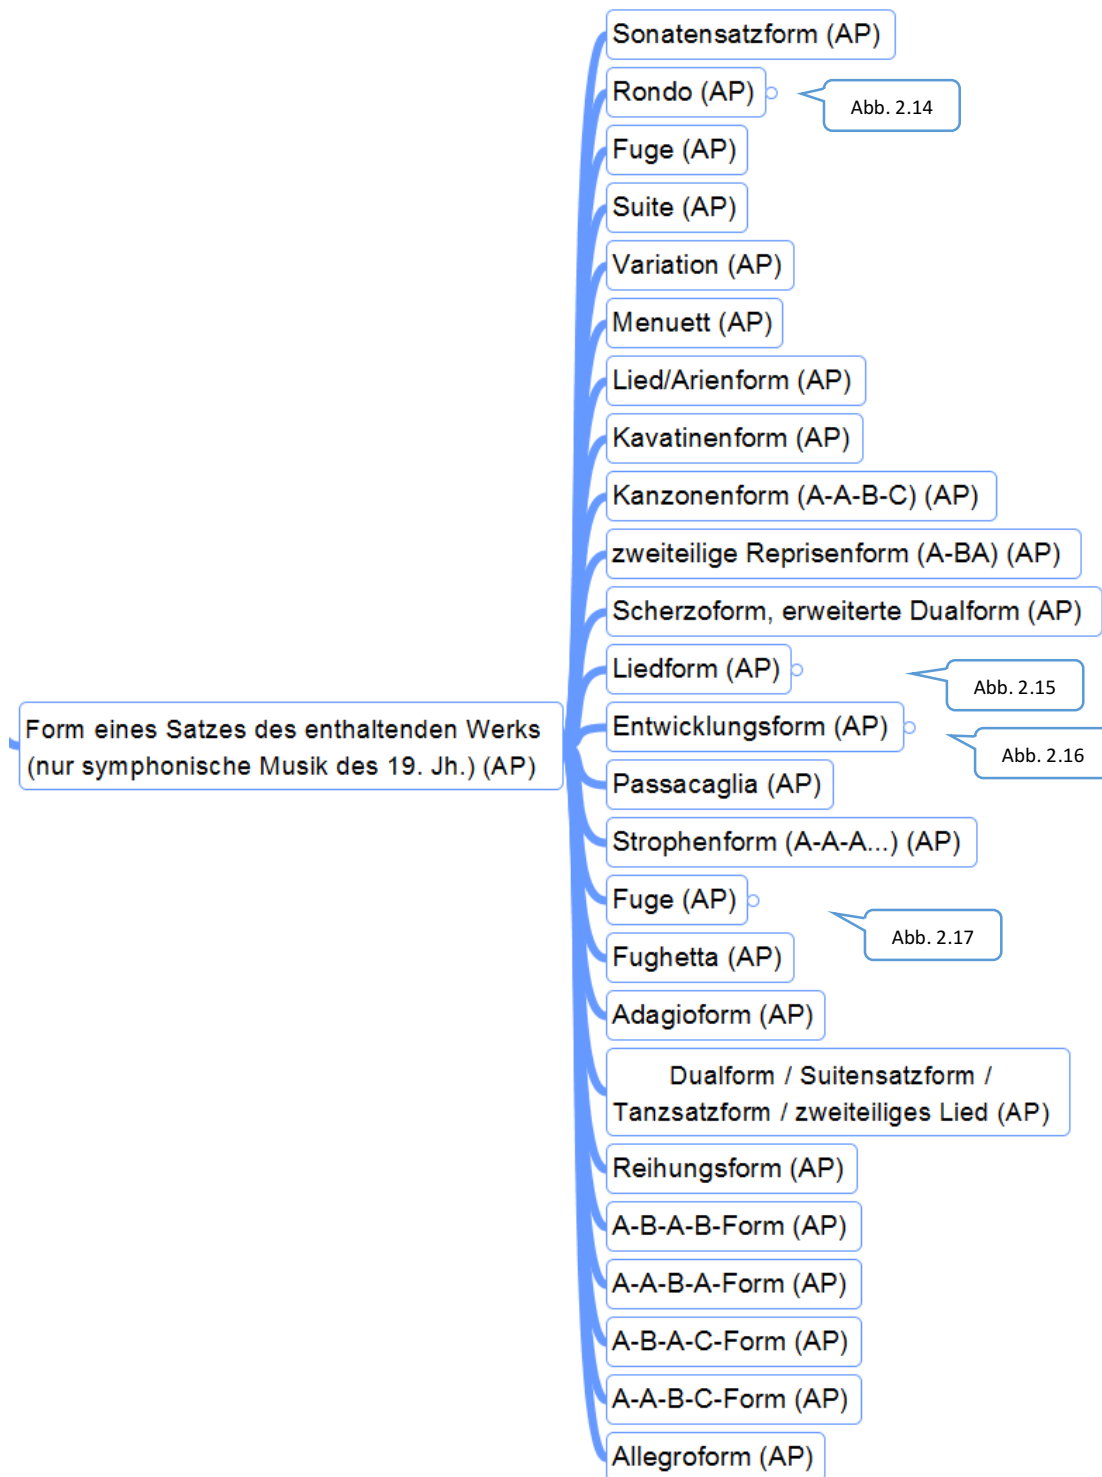 Sonatensatzform (AP)
Rondo (AP)
Abb. 2.14
Fuge (AP)
Suite (AP)
Variation (AP)
Menuett (AP)
Lied/Arienform (AP)
Kavatinenform (AP)
Kanzonenform (A-A-B-C) (AP)
zweiteilige Reprisenform (A-BA) (AP)
Scherzoform, erweiterte Dualform (AP)
Liedform (AP)
Abb. 2.15
Form eines Satzes des enthaltenden Werks
(nur symphonische Musik des 19. Jh.) (AP)
Entwicklungsform (AP)
Abb. 2.16
Passacaglia (AP)
Strophenform (A-A-A...) (AP)
Fuge (AP)
Abb. 2.17
Fughetta (AP)
Adagioform (AP)
Dualform / Suitensatzform /
Tanzsatzform / zweiteiliges Lied (AP)
Reihungsform (AP)
A-B-A-B-Form (AP)
A-A-B-A-Form (AP)
A-B-A-C-Form (AP)
A-A-B-C-Form (AP)
Allegroform (AP)